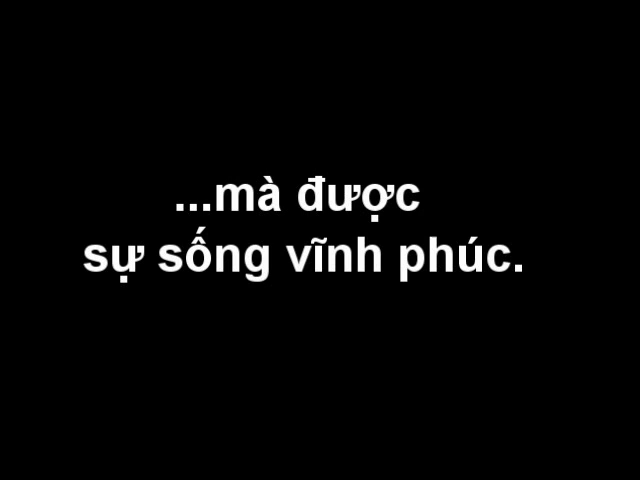 ...mà được
sự sống vĩnh phúc.